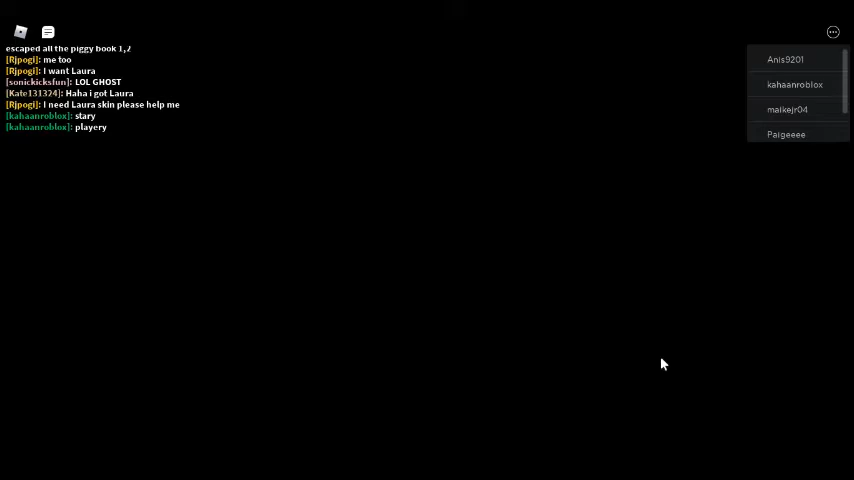 escaped all the piggy book 1,2
[Rjpogi]: me too
[Rjpogi]: I want Laura
[sonickicksfun]: LOL GHOST
[Kate131324]: Haha i got Laura
[Rjpogi]: I need Laura skin please help me
[kahaanroblox]: stary
[kahaanroblox]: playery
Anis9201
kahaanroblox
maikejr04
Paigeeee